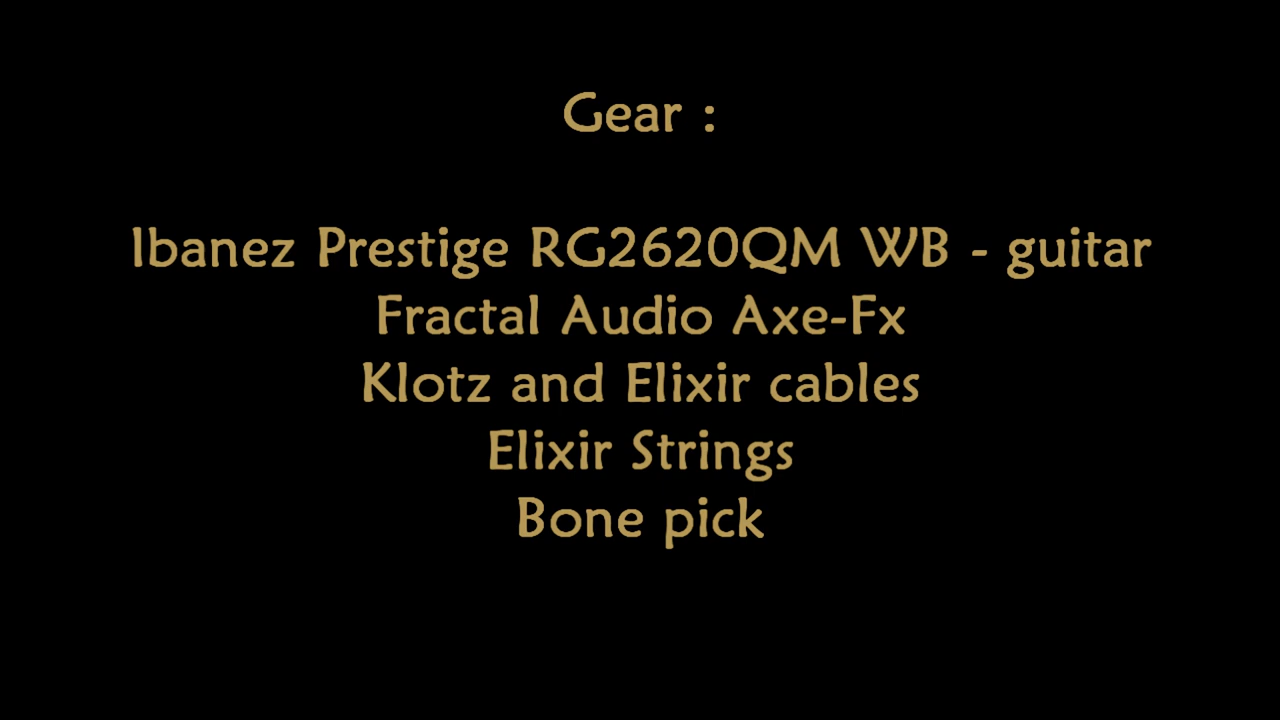 Gear :
Ibanez Prestige RG2620QM WB - guitar
Fractal Audio Axe-Fx
Klotz and Elixir cables
Elixir Strings
Bone pick